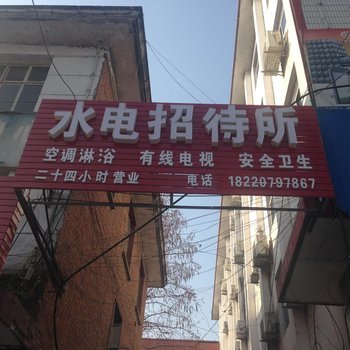 水电招待所
空调淋浴 有线电视 安全卫生
二十四小时营业 电话 18220797867